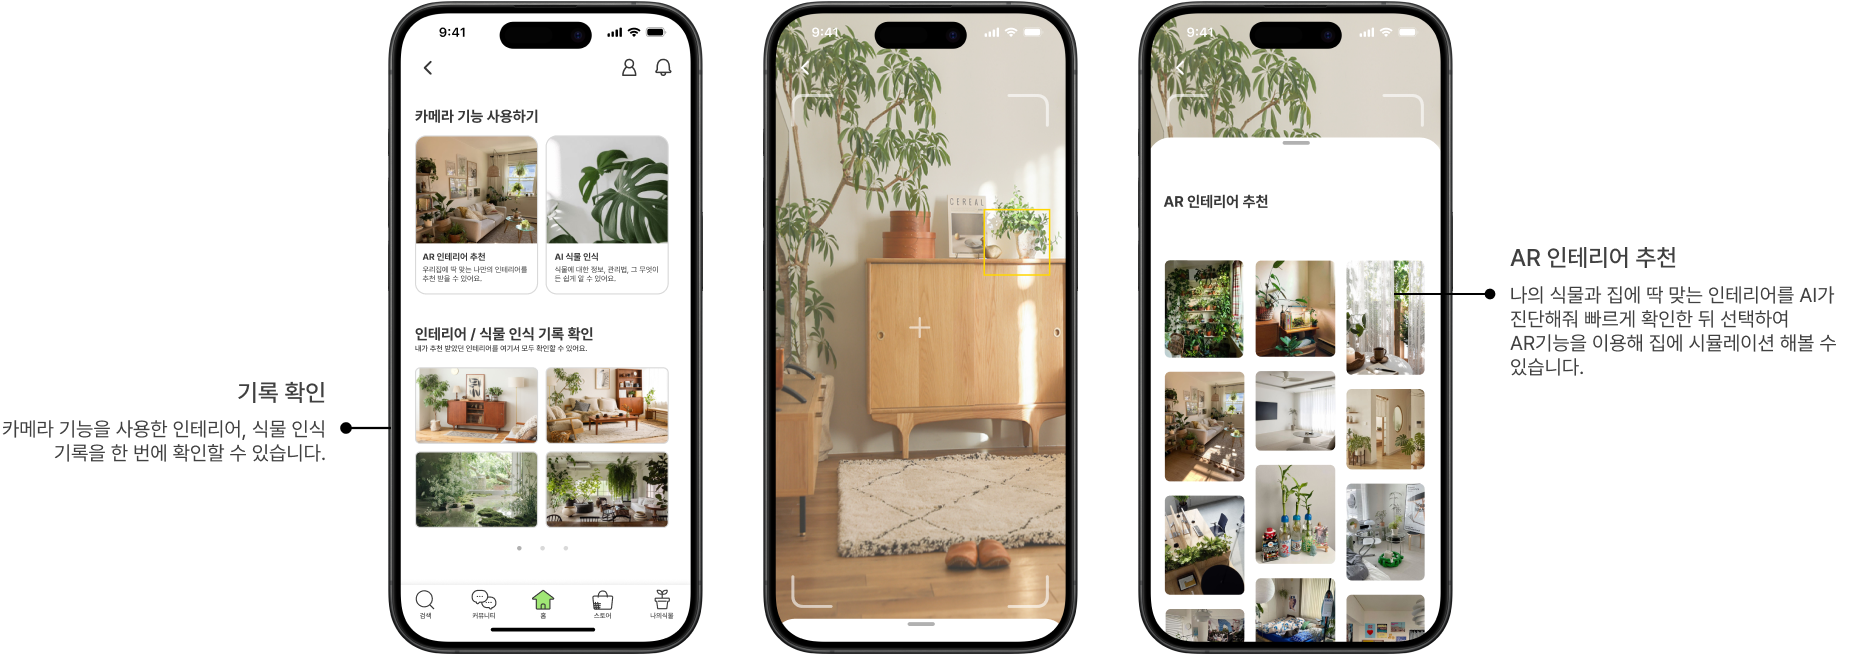 기록 확인
카메라 기능을 사용한 인테리어, 식물 인식
기록을 한 번에 확인할 수 있습니다.
9:41
카메라 기능 사용하기
AR 인테리어 추천
우리집에 딱 맞는 나만의 인테리어를
추천 받을 수 있어요.
AI 식물 인식
식물에 대한 정보, 관리법, 그 무엇이
든 쉽게 알 수 있어요.
인테리어 / 식물 인식 기록 확인
내가 추천 받았던 인테리어를 여기서 모두 확인할 수 있어요.
검색
커뮤니티
홈
스토어
나의식물
9:41
CEREAL
9:41
AR 인테리어 추천
AR 인테리어 추천
나의 식물과 집에 딱 맞는 인테리어를 AI가
진단해줘 빠르게 확인한 뒤 선택하여
AR기능을 이용해 집에 시뮬레이션 해볼 수
있습니다.